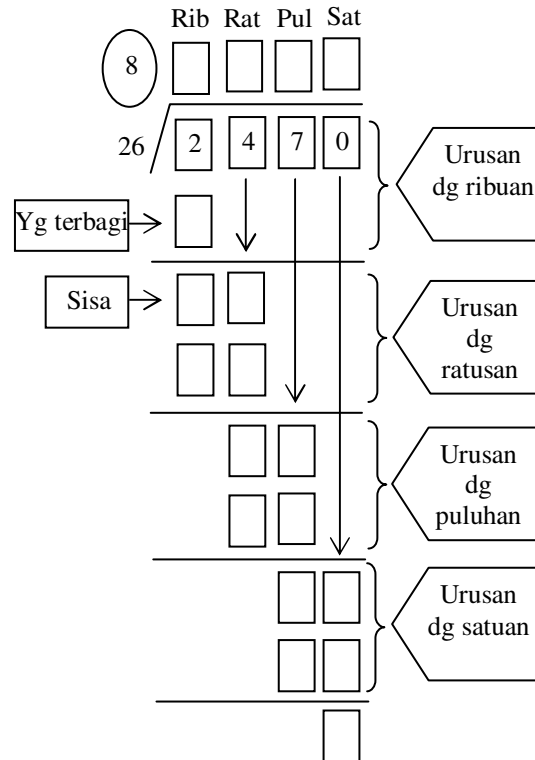 Rib Rat Pul Sat
8
26 2 4 7 0
Urusan
dg ribuan
Yg terbagi
Sisa
Urusan
dg
ratusan
Urusan
dg
puluhan
Urusan
dg satuan